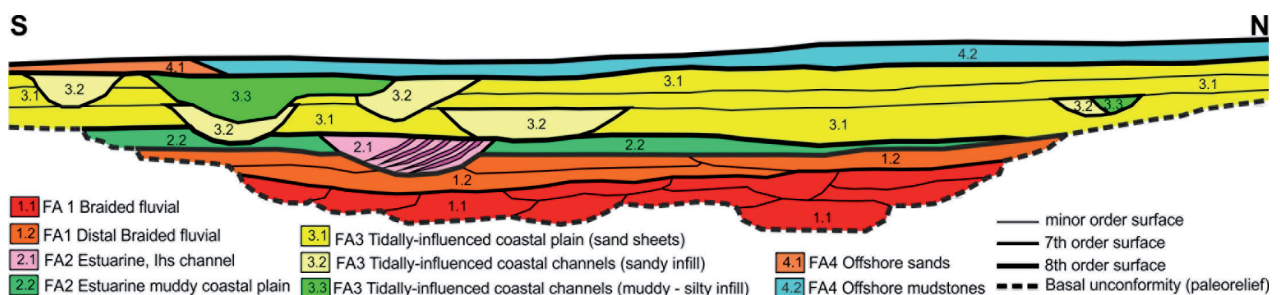 S N
4.1 4.2
3.1 3.2 3.3 3.2 3.1 3.2 3.3 3.1
3.2 3.1 3.2 3.1
2.2 2.1 2.2 1.2
1.2
1.1 1.1
1.1 FA 1 Braided fluvial
1.2 FA1 Distal Braided fluvial
2.1 FA2 Estuarine, Ihs channel
2.2 FA2 Estuarine muddy coastal plain
3.1 FA3 Tidally-influenced coastal plain (sand sheets)
3.2 FA3 Tidally-influenced coastal channels (sandy infill)
3.3 FA3 Tidally-influenced coastal channels (muddy - silty infill)
4.1 FA4 Offshore sands
4.2 FA4 Offshore mudstones
minor order surface
7th order surface
8th order surface
Basal unconformity (paleorelief)